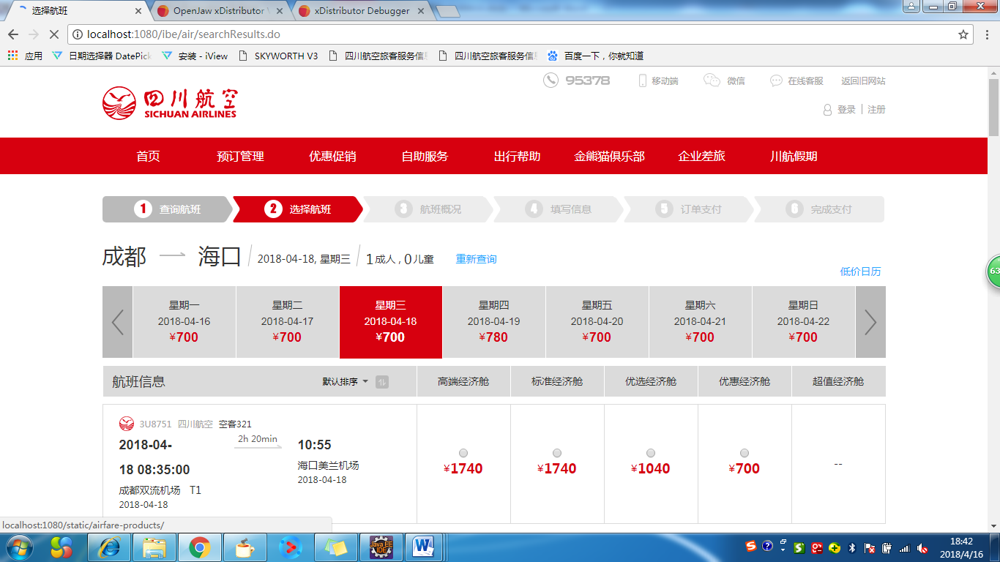 选择航班
OpenJaw xDistributor
xDistributor Debugger
localhost:1080/ibe/air/searchResults.do
应用 日期选择器 DatePick 安装 - iView SKYWORTH V3 四川航空旅客服务信息 四川航空旅客服务信息 百度一下，你就知道
95378 移动端 微信 在线客服 返回旧网站
四川航空
SICHUAN AIRLINES
登录 | 注册
首页 预订管理 优惠促销 自助服务 出行帮助 金熊猫俱乐部 企业差旅 川航假期
1 查询航班 2 选择航班 3 航班概况 4 填写信息 5 订单支付 6 完成支付
成都 海口 2018-04-18, 星期三 1 成人 , 0 儿童 重新查询
低价日历
星期一 星期二 星期三 星期四 星期五 星期六 星期日
2018-04-16 2018-04-17 2018-04-18 2018-04-19 2018-04-20 2018-04-21 2018-04-22
¥700 ¥700 ¥700 ¥780 ¥700 ¥700 ¥700
航班信息 默认排序 高端经济舱 标准经济舱 优选经济舱 优惠经济舱 超值经济舱
3U8751 四川航空 空客321
2018-04- 2h 20min 10:55
18 08:35:00
海口美兰机场
¥1740 ¥1740 ¥1040 ¥700 --
2018-04-18
成都双流机场 T1
2018-04-18
localhost:1080/static/airfare-products/
63
Java EE
IDE
18:42
2018/4/16